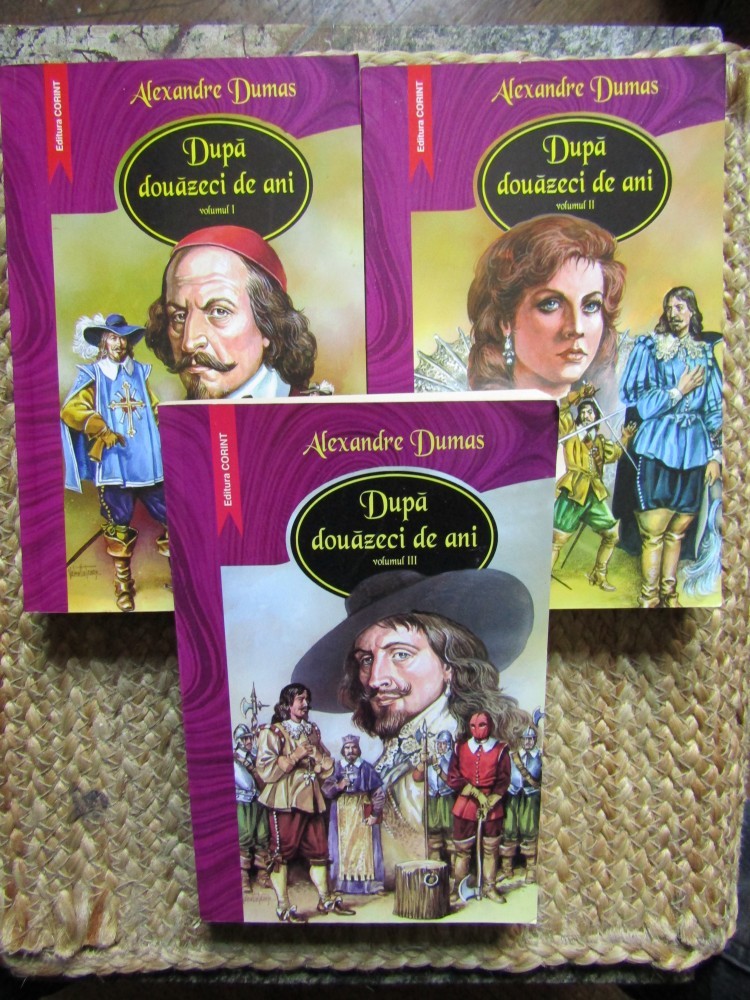 Editura CORINT
Alexandre Dumas
După
douăzeci de ani
volumul I
Editura CORINT
Alexandre Dumas
După
douăzeci de ani
volumul II
Editura CORINT
Alexandre Dumas
După
douăzeci de ani
volumul III